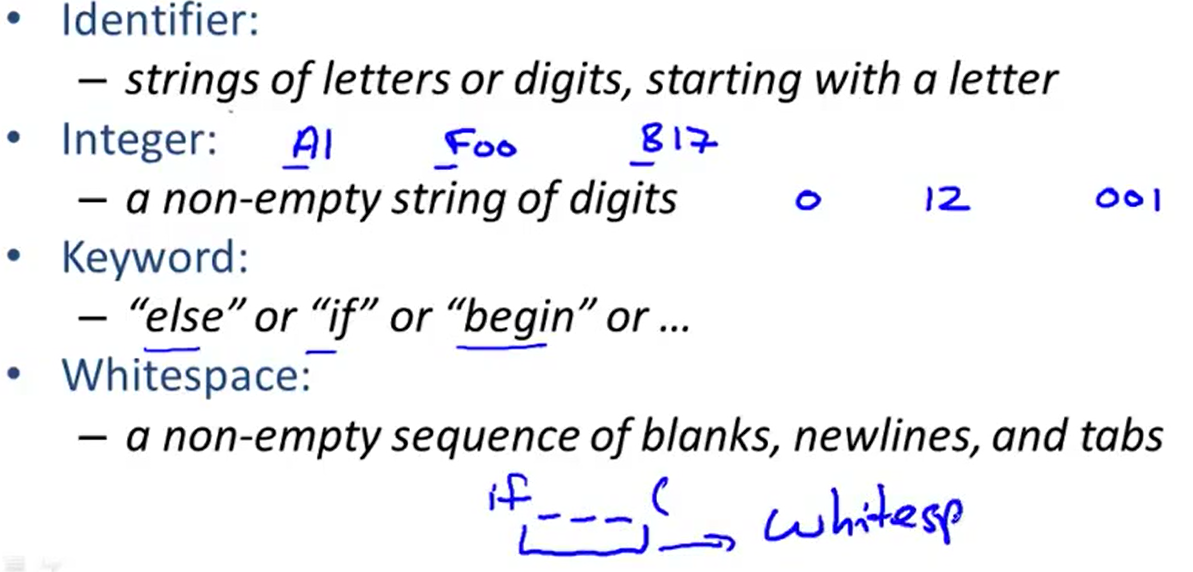 • Identifier:
– strings of letters or digits, starting with a letter
• Integer: A1 Foo B17
– a non-empty string of digits 0 12 001
• Keyword:
– “else” or “if” or “begin” or …
• Whitespace:
– a non-empty sequence of blanks, newlines, and tabs
if _ _ _ (
→ whitesp